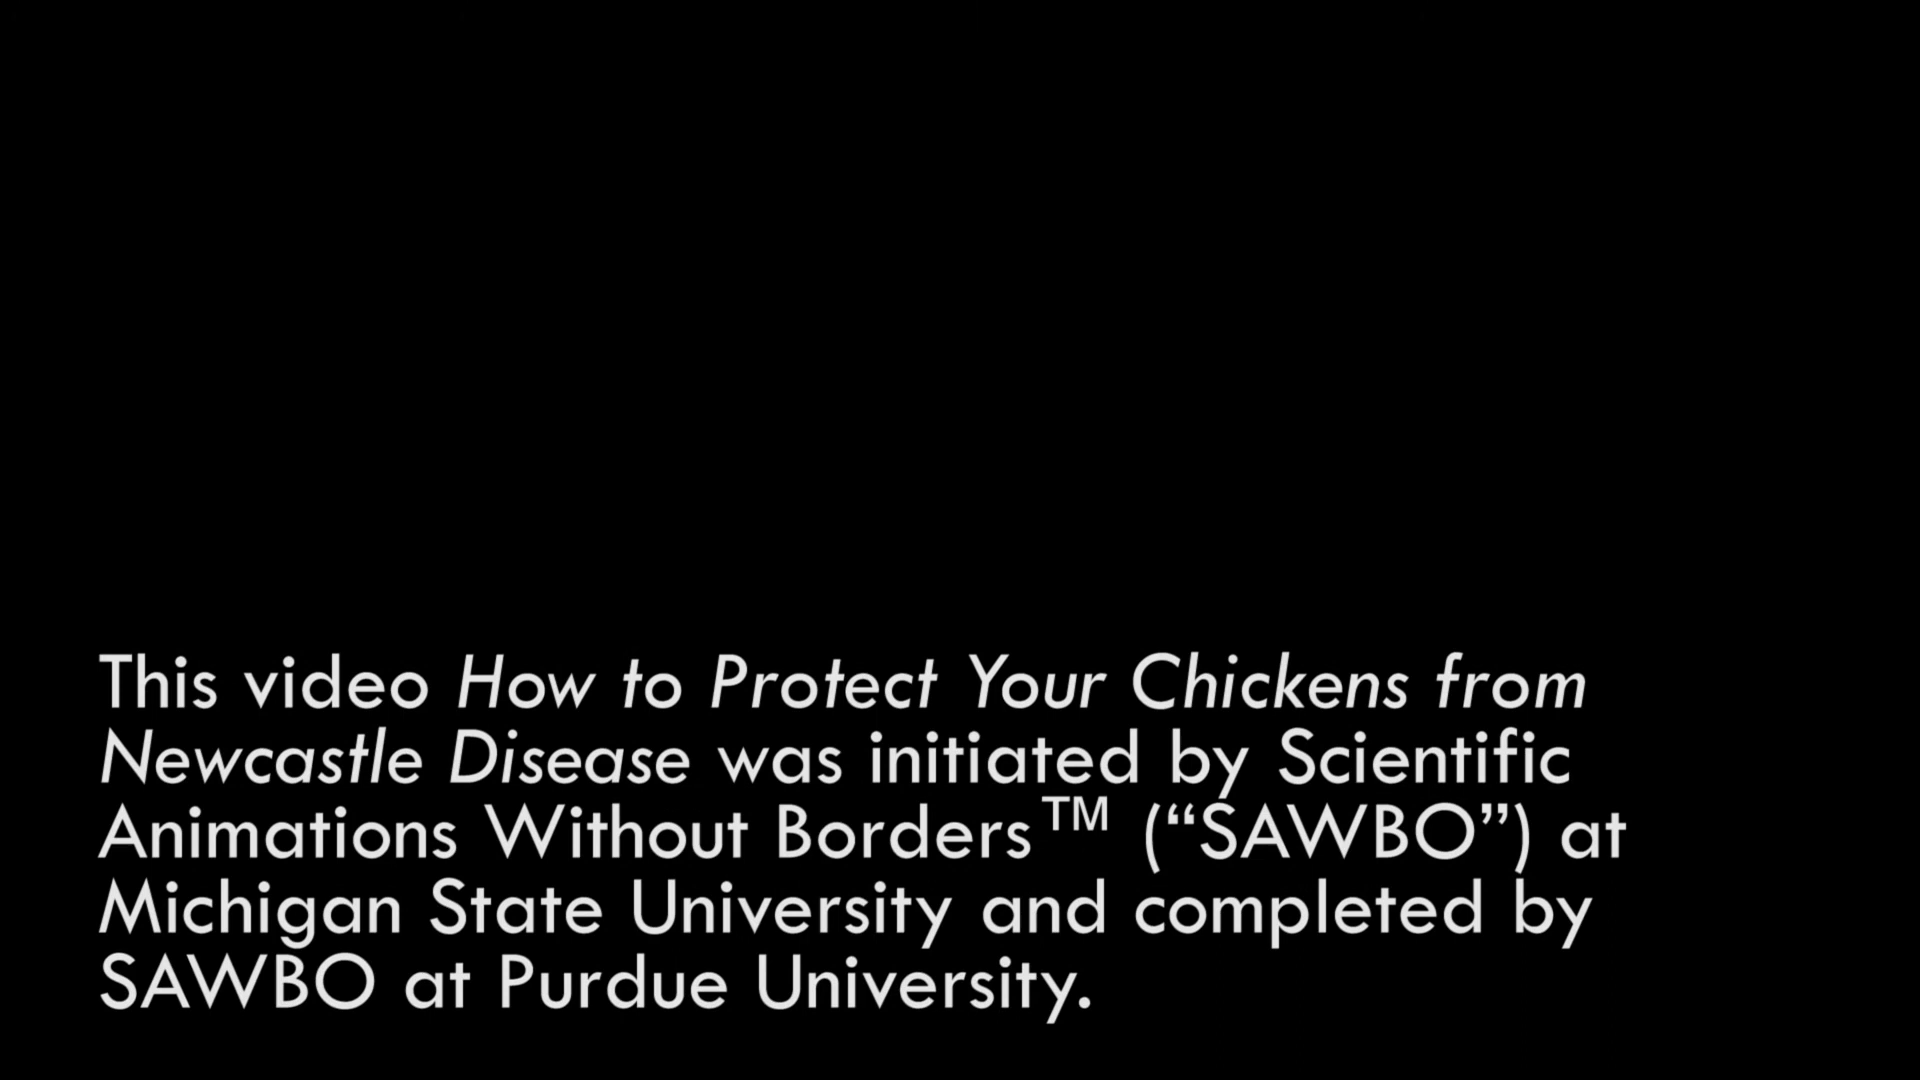 This video How to Protect Your Chickens from
Newcastle Disease was initiated by Scientific
Animations Without Borders™ (“SAWBO”) at
Michigan State University and completed by
SAWBO at Purdue University.